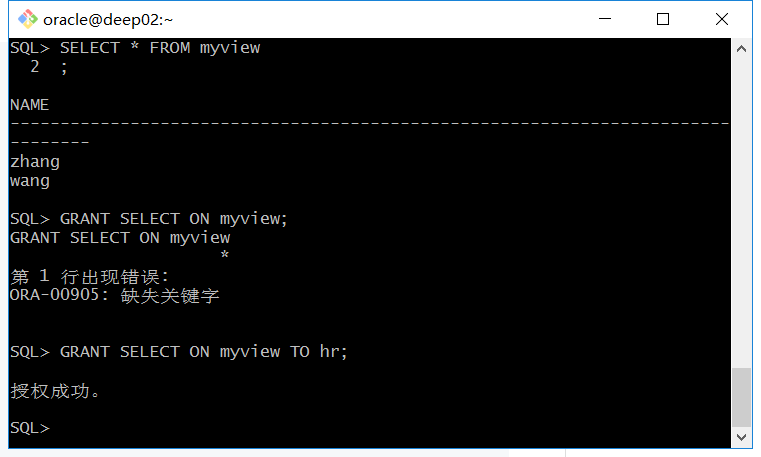 oracle@deep02:~
SQL> SELECT * FROM myview
  2  ;
NAME
------------------------------------------------------------------------
--------
zhang
wang
SQL> GRANT SELECT ON myview;
GRANT SELECT ON myview
                     *
第 1 行出现错误:
ORA-00905: 缺失关键字
SQL> GRANT SELECT ON myview TO hr;
授权成功。
SQL>